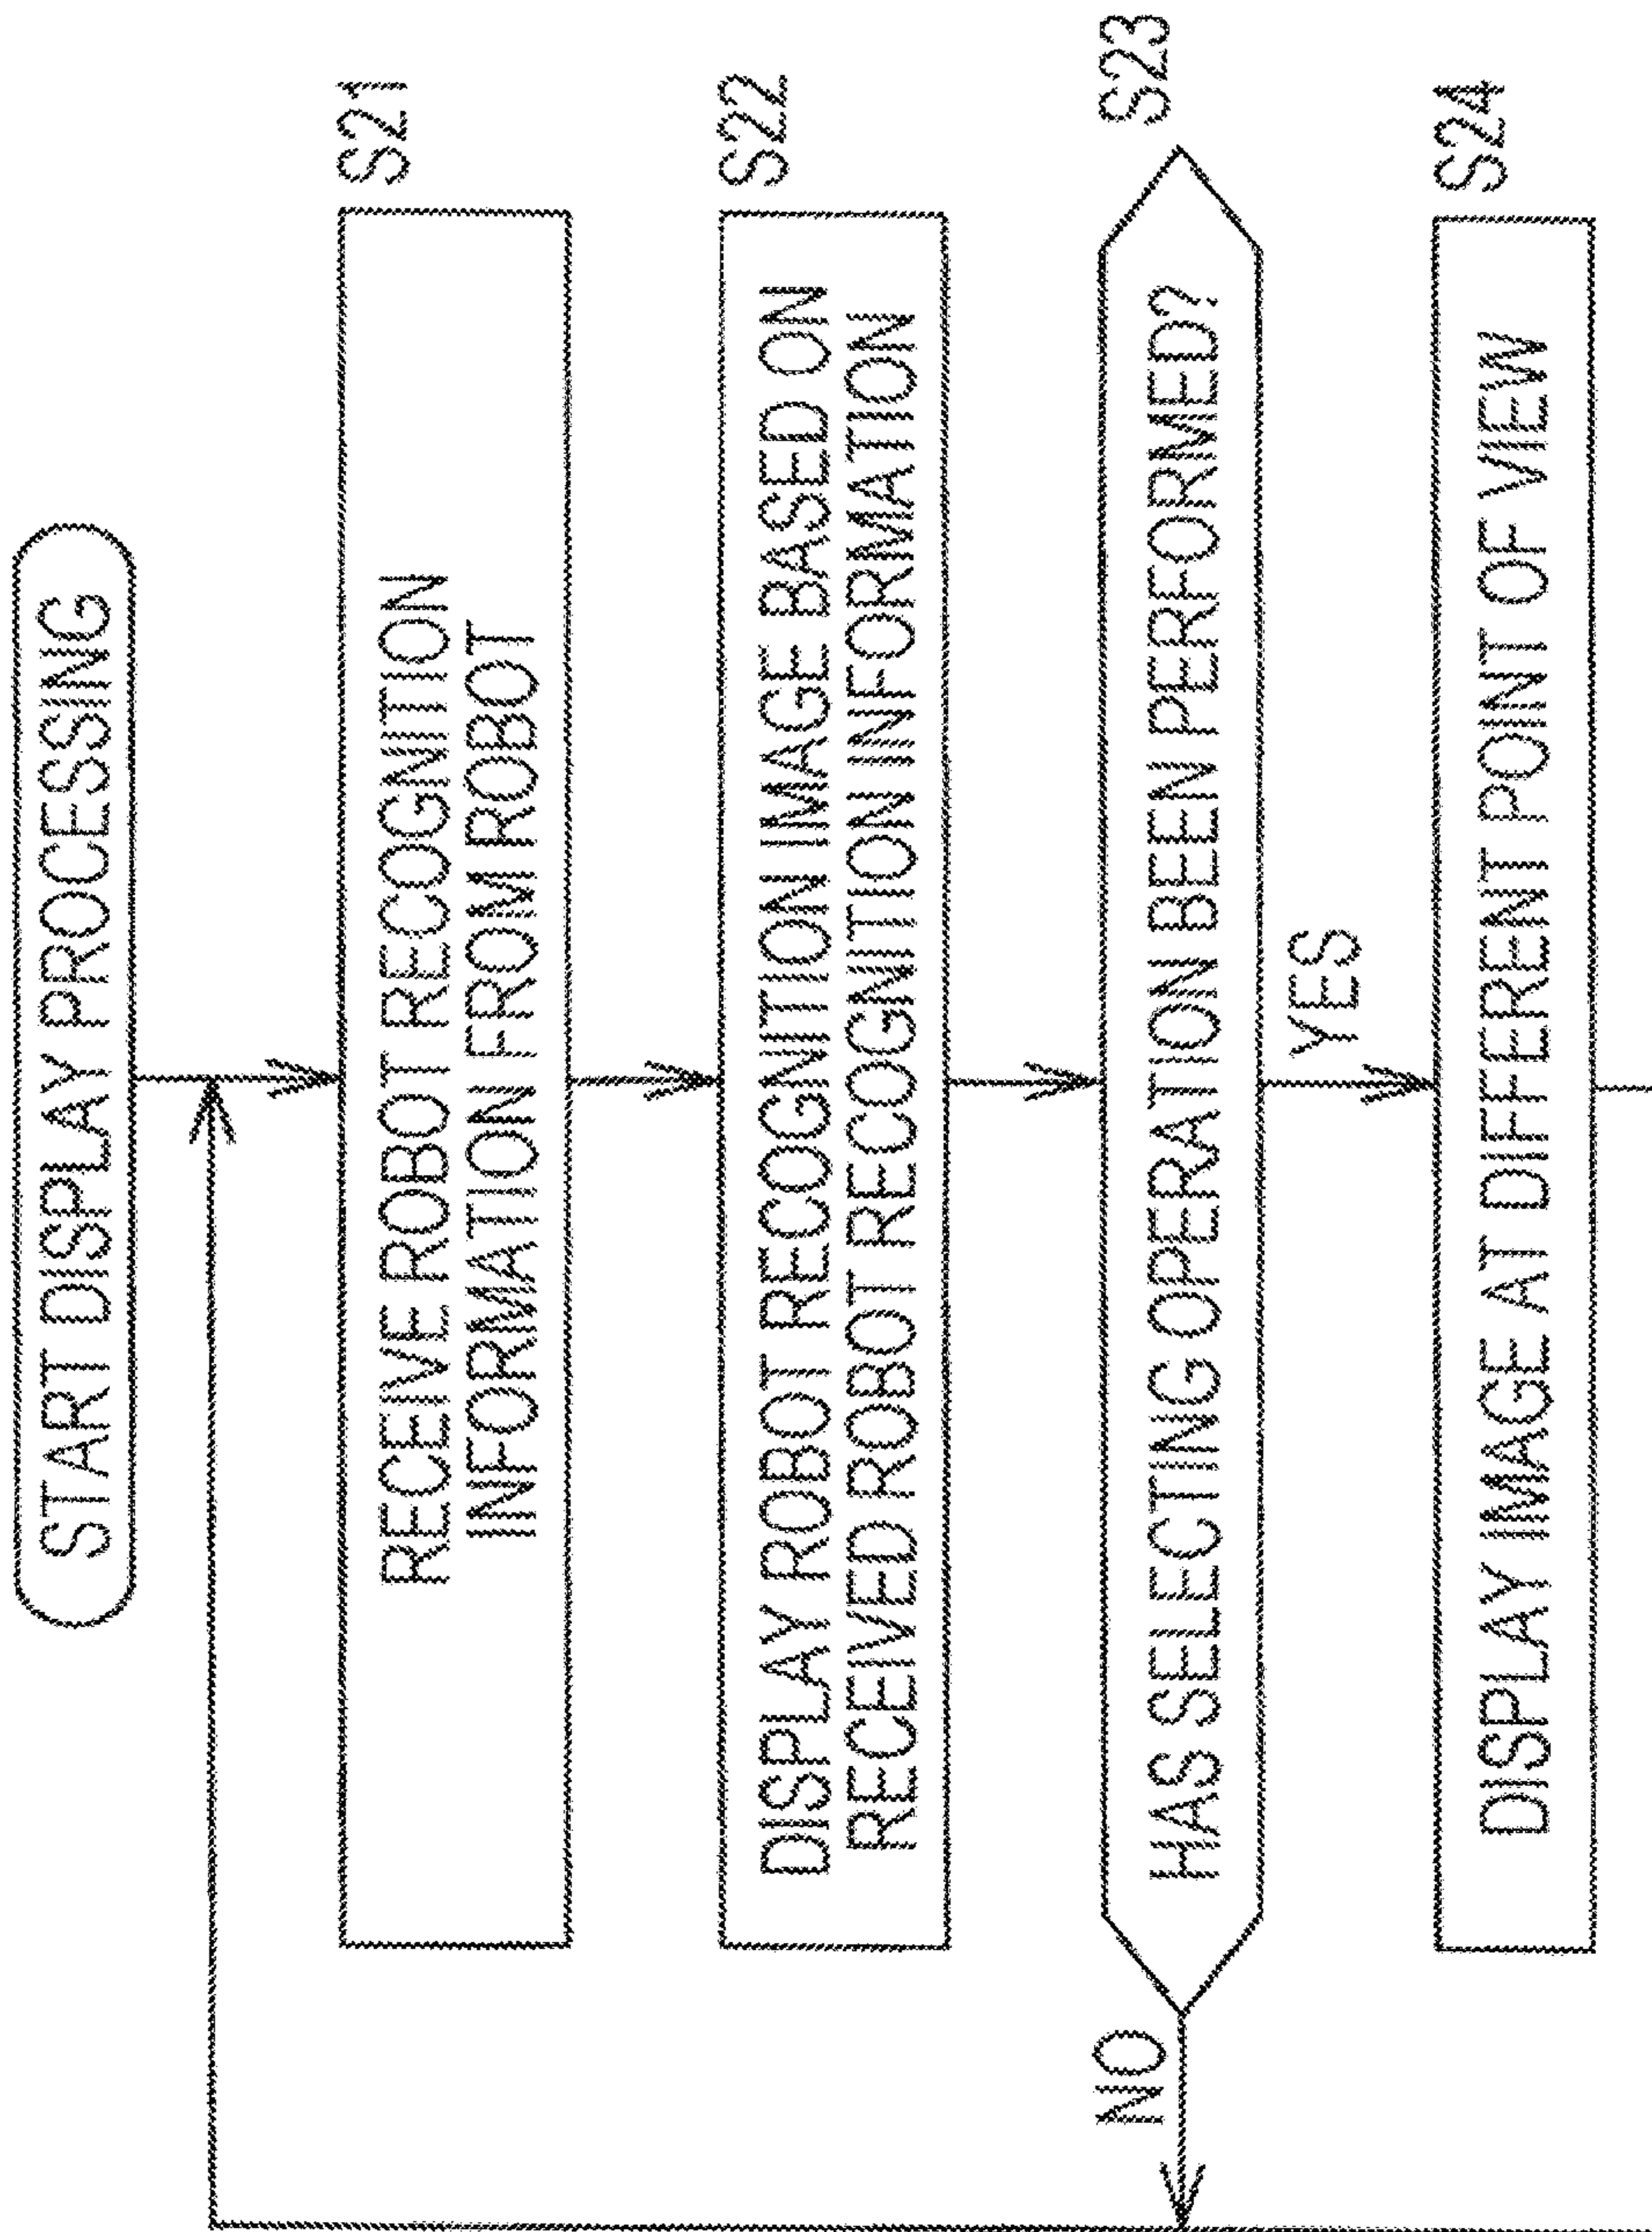 START DISPLAY PROCESSING
S21
RECEIVE ROBOT RECOGNITION
INFORMATION FROM ROBOT
S22
DISPLAY ROBOT RECOGNITION IMAGE BASED ON
RECEIVED ROBOT RECOGNITION INFORMATION
S23
HAS SELECTING OPERATION BEEN PERFORMED?
NO
YES
S24
DISPLAY IMAGE AT DIFFERENT POINT OF VIEW